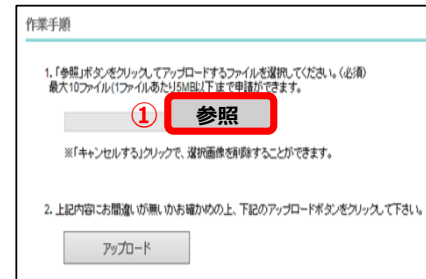 作業手順
1.「参照」ボタンをクリックしてアップロードするファイルを選択してください。(必須)
最大10ファイル(1ファイルあたり5MB以下まで申請ができます。
① 参照
※「キャンセルする」クリックで、選択画像を削除することができます。
2. 上記内容にお間違いが無いかお確かめの上、下記のアップロードボタンをクリックして下さい。
アップロード